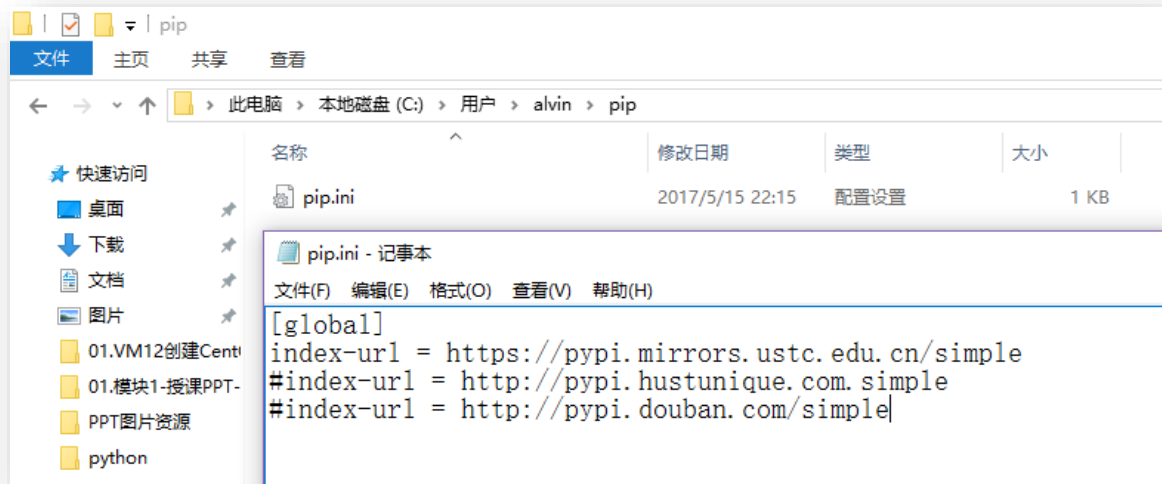 pip
文件 主页 共享 查看
此电脑 本地磁盘 (C:) 用户 alvin pip
名称 修改日期 类型 大小
快速访问
pip.ini 2017/5/15 22:15 配置设置 1 KB
桌面
下载
文档
图片
01.VM12创建Cent
01.模块1-授课PPT-
PPT图片资源
python
pip.ini - 记事本
文件(F) 编辑(E) 格式(O) 查看(V) 帮助(H)
[global]
index-url = https://pypi.mirrors.ustc.edu.cn/simple
#index-url = http://pypi.hustunique.com.simple
#index-url = http://pypi.douban.com/simple